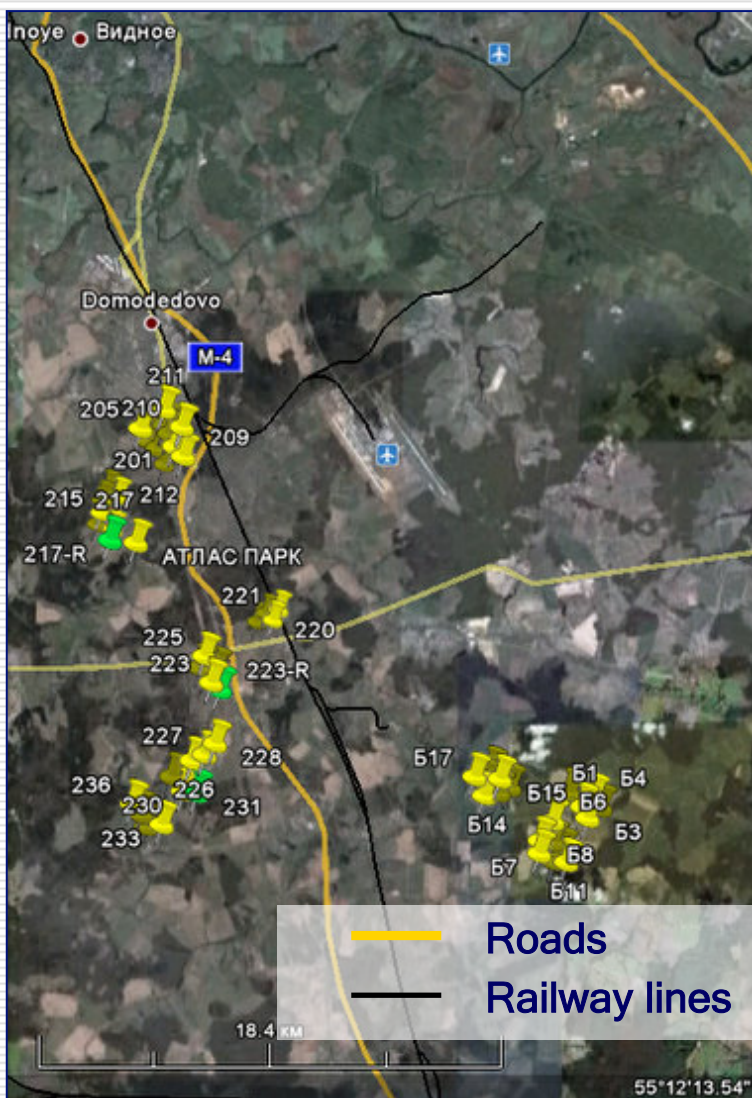 Inoye
Видное
Domodedovo
M-4
211
205 210
209
201
215 217 212
217-R
АТЛАС ПАРК
221
220
225
223
223-R
227
228
236
226
230
231
233
Б17
Б1
Б4
Б15
Б6
Б14
Б3
Б7
Б8
Б11
Roads
Railway lines
18.4 км
55°12'13.54"